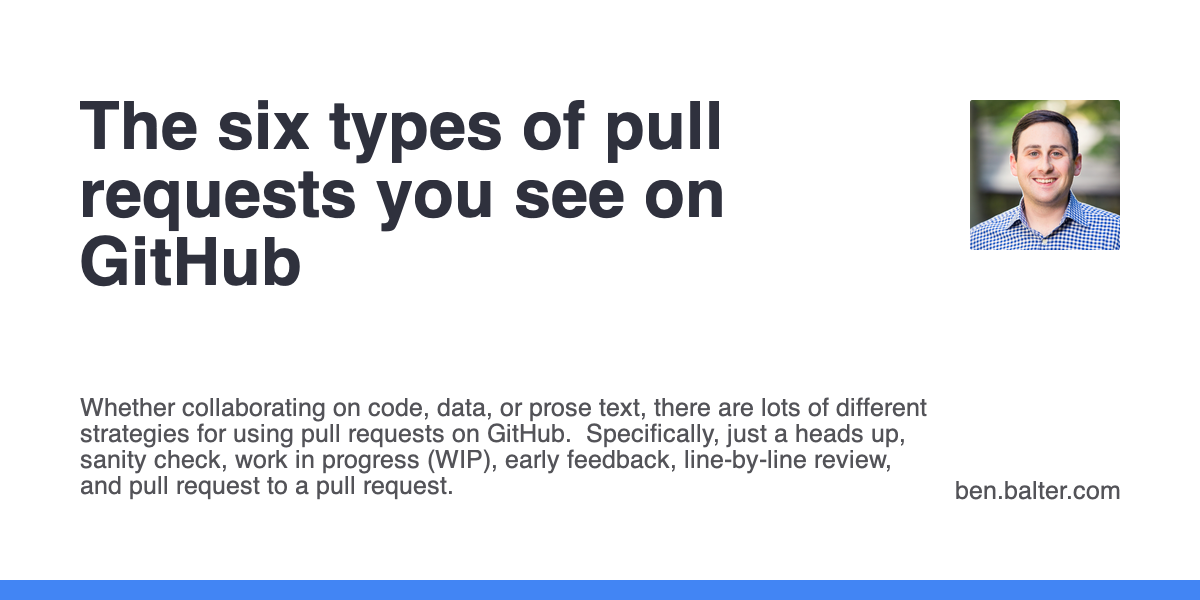 The six types of pull
requests you see on
GitHub
Whether collaborating on code, data, or prose text, there are lots of different
strategies for using pull requests on GitHub.  Specifically, just a heads up,
sanity check, work in progress (WIP), early feedback, line-by-line review,
and pull request to a pull request.
ben.balter.com